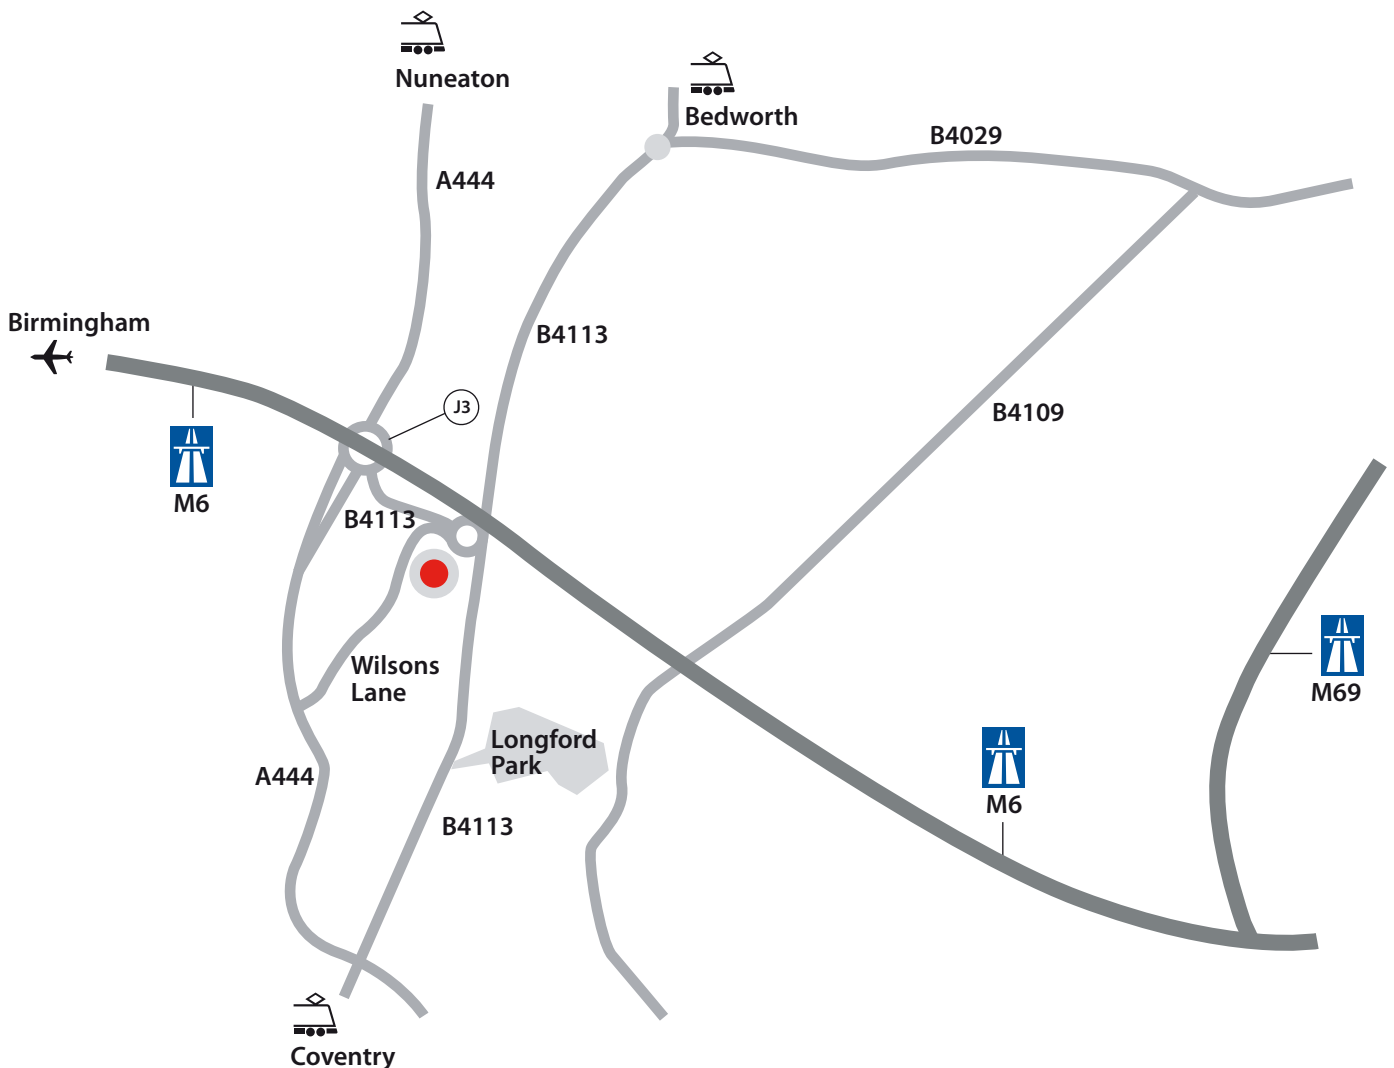 Nuneaton
Bedworth
B4029
A444
Birmingham
B4113
J3
B4109
M6
B4113
Wilsons
Lane
M69
Longford
Park
A444
M6
B4113
Coventry